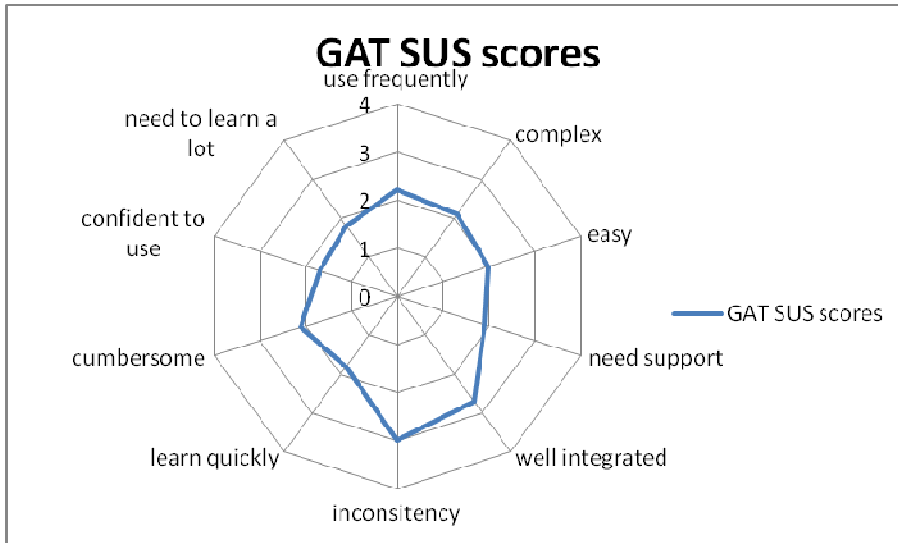 GAT SUS scores
use frequently
complex
easy
need support
well integrated
inconsitency
learn quickly
cumbersome
confident to
use
need to learn a
lot
4
3
2
1
0
GAT SUS scores